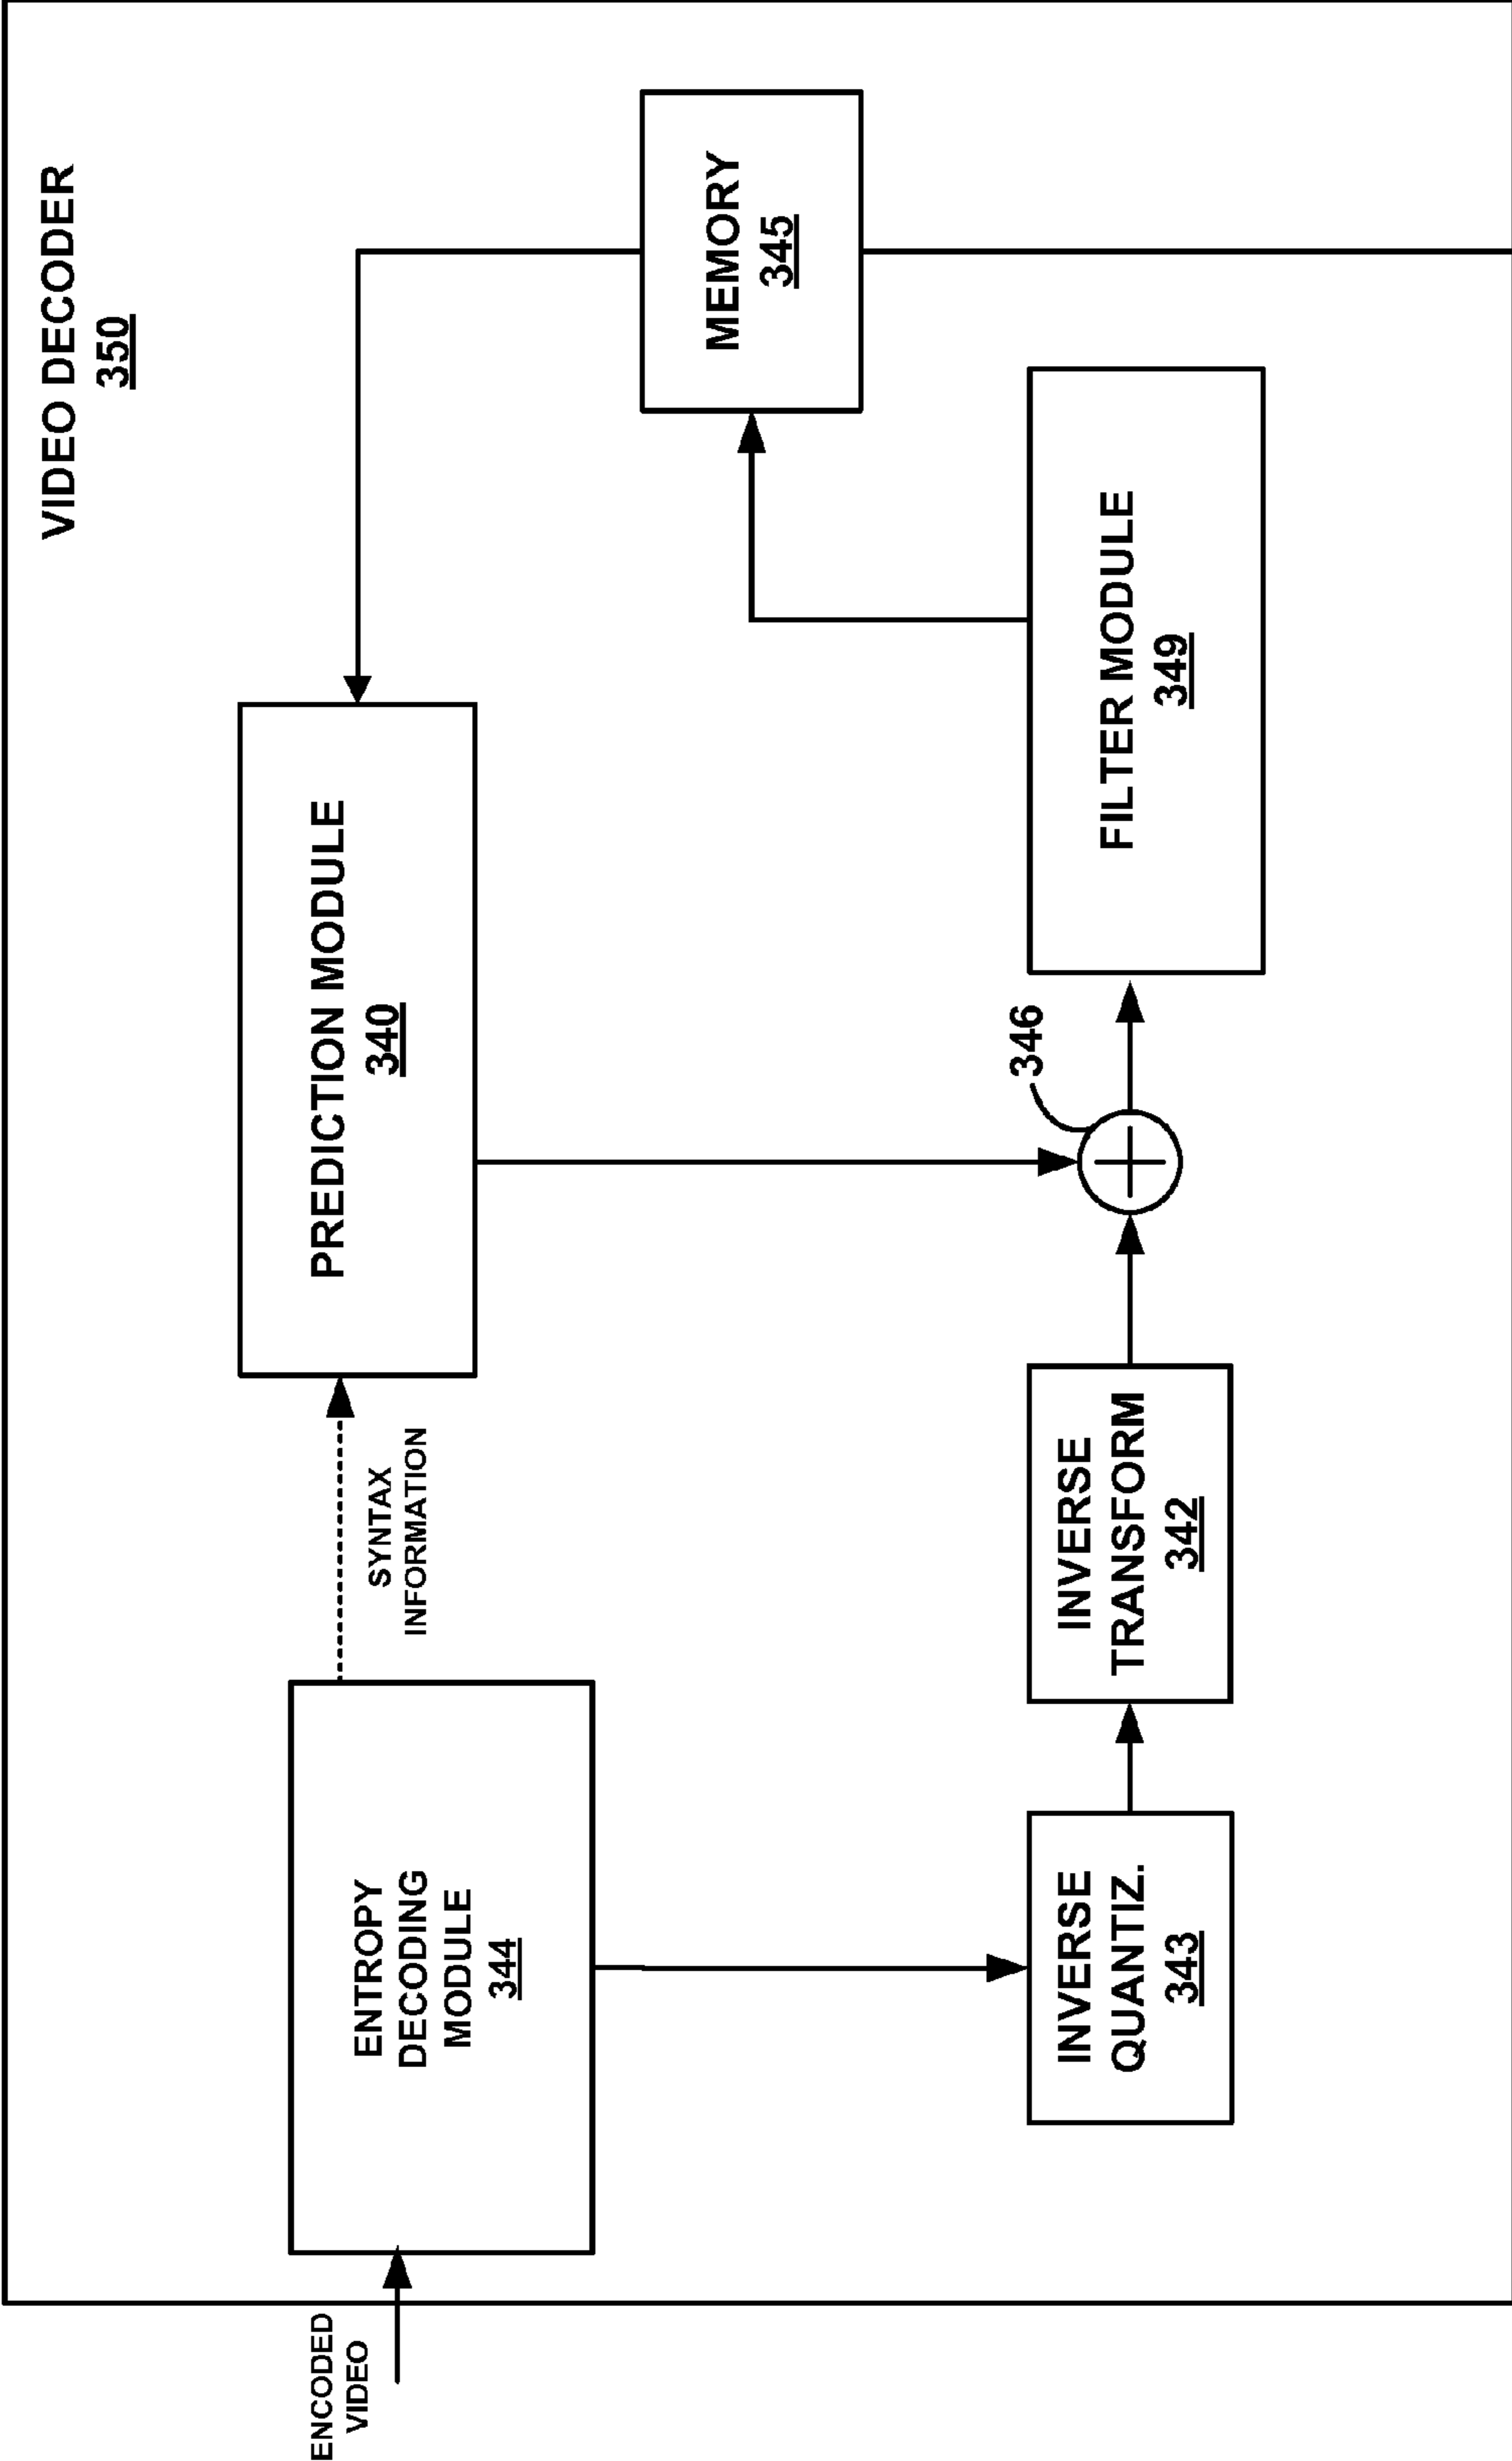 VIDEO DECODER
350
PREDICTION MODULE
340
MEMORY
345
SYNTAX
INFORMATION
ENTROPY
DECODING
MODULE
344
ENCODED
VIDEO
346
INVERSE
QUANTIZ.
343
INVERSE
TRANSFORM
342
FILTER MODULE
349